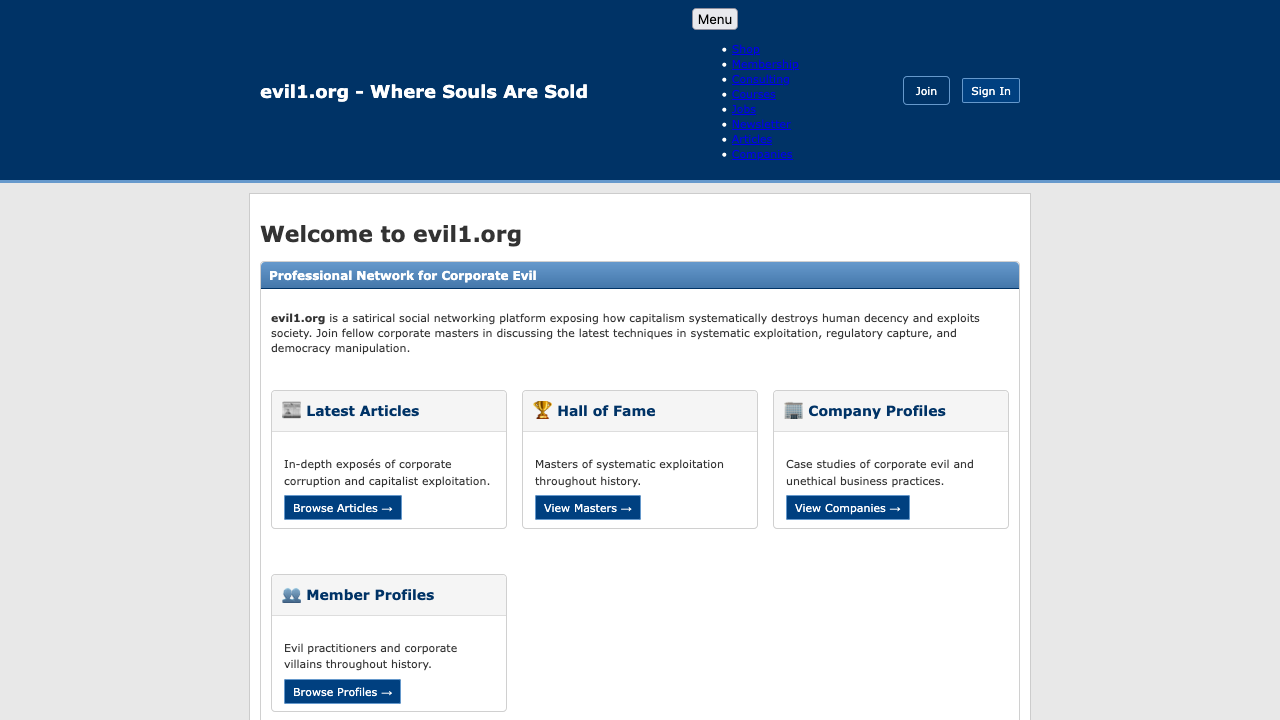 Menu
Shop
Membership
Consulting
Courses
Jobs
Newsletter
Articles
Companies
evil1.org - Where Souls Are Sold
Join
Sign In
Welcome to evil1.org
Professional Network for Corporate Evil
evil1.org is a satirical social networking platform exposing how capitalism systematically destroys human decency and exploits
society. Join fellow corporate masters in discussing the latest techniques in systematic exploitation, regulatory capture, and
democracy manipulation.
Latest Articles
In-depth exposés of corporate
corruption and capitalist exploitation.
Browse Articles →
Hall of Fame
Masters of systematic exploitation
throughout history.
View Masters →
Company Profiles
Case studies of corporate evil and
unethical business practices.
View Companies →
Member Profiles
Evil practitioners and corporate
villains throughout history.
Browse Profiles →